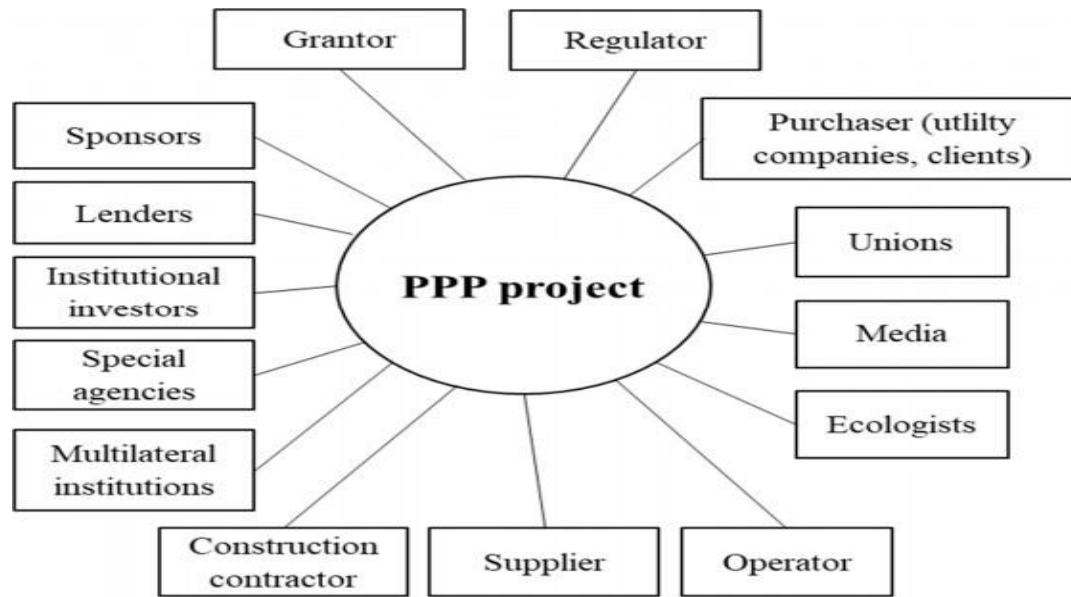 Grantor
Regulator
Sponsors
Purchaser (utlilty
companies, clients)
Lenders
Unions
Institutional
investors
PPP project
Media
Special
agencies
Ecologists
Multilateral
institutions
Construction
contractor
Supplier
Operator